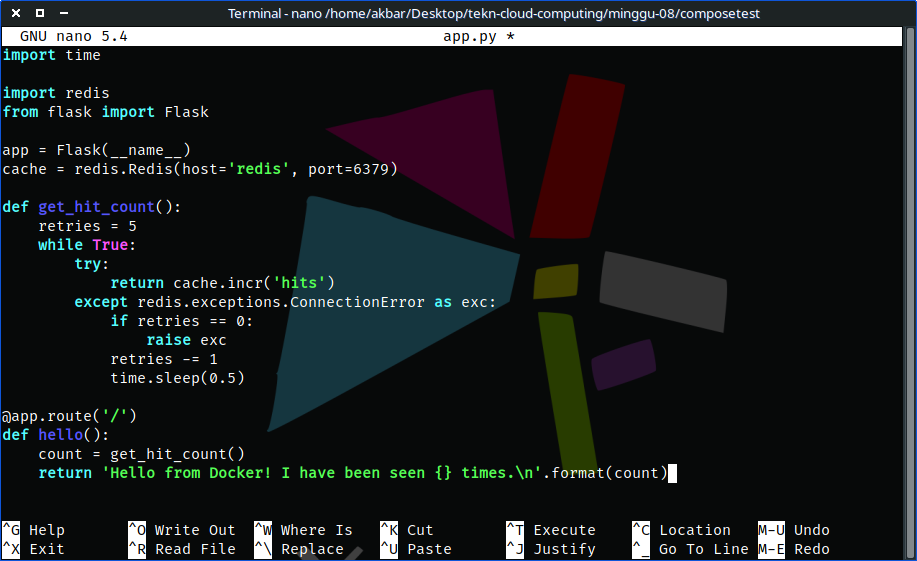 Terminal - nano /home/akbar/Desktop/tekn-cloud-computing/minggu-08/composetest
GNU nano 5.4 app.py *
import time

import redis
from flask import Flask

app = Flask(__name__)
cache = redis.Redis(host='redis', port=6379)

def get_hit_count():
    retries = 5
    while True:
        try:
            return cache.incr('hits')
        except redis.exceptions.ConnectionError as exc:
            if retries == 0:
                raise exc
            retries -= 1
            time.sleep(0.5)

@app.route('/')
def hello():
    count = get_hit_count()
    return 'Hello from Docker! I have been seen {} times.\n'.format(count)

^G Help ^O Write Out ^W Where Is ^K Cut ^T Execute ^C Location M-U Undo
^X Exit ^R Read File ^\ Replace ^U Paste ^J Justify ^_ Go To Line M-E Redo